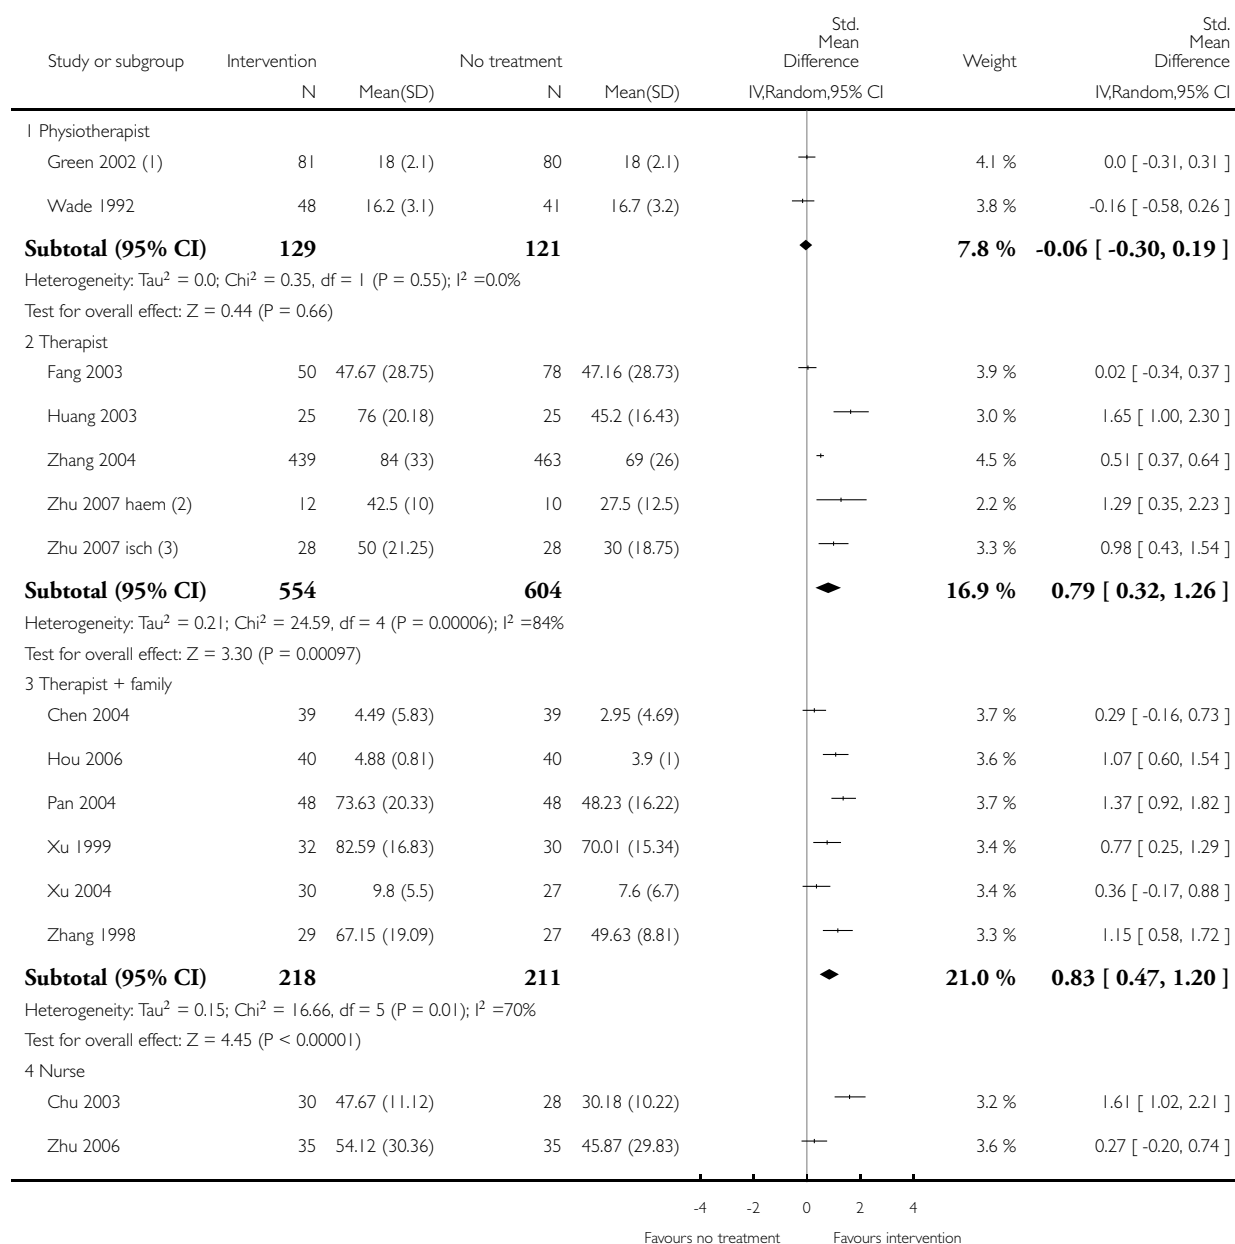 Study or subgroup Intervention No treatment Std. Mean Difference Weight Std. Mean Difference
N Mean(SD) N Mean(SD) IV,Random,95% CI IV,Random,95% CI
1 Physiotherapist
Green 2002 (1) 81 18 (2.1) 80 18 (2.1) 4.1 % 0.0 [ -0.31, 0.31 ]
Wade 1992 48 16.2 (3.1) 41 16.7 (3.2) 3.8 % -0.16 [ -0.58, 0.26 ]
Subtotal (95% CI) 129 121 7.8 % -0.06 [ -0.30, 0.19 ]
Heterogeneity: Tau² = 0.0; Chi² = 0.35, df = 1 (P = 0.55); I² =0.0%
Test for overall effect: Z = 0.44 (P = 0.66)
2 Therapist
Fang 2003 50 47.67 (28.75) 78 47.16 (28.73) 3.9 % 0.02 [ -0.34, 0.37 ]
Huang 2003 25 76 (20.18) 25 45.2 (16.43) 3.0 % 1.65 [ 1.00, 2.30 ]
Zhang 2004 439 84 (33) 463 69 (26) 4.5 % 0.51 [ 0.37, 0.64 ]
Zhu 2007 haem (2) 12 42.5 (10) 10 27.5 (12.5) 2.2 % 1.29 [ 0.35, 2.23 ]
Zhu 2007 isch (3) 28 50 (21.25) 28 30 (18.75) 3.3 % 0.98 [ 0.43, 1.54 ]
Subtotal (95% CI) 554 604 16.9 % 0.79 [ 0.32, 1.26 ]
Heterogeneity: Tau² = 0.21; Chi² = 24.59, df = 4 (P = 0.00006); I² =84%
Test for overall effect: Z = 3.30 (P = 0.00097)
3 Therapist + family
Chen 2004 39 4.49 (5.83) 39 2.95 (4.69) 3.7 % 0.29 [ -0.16, 0.73 ]
Hou 2006 40 4.88 (0.81) 40 3.9 (1) 3.6 % 1.07 [ 0.60, 1.54 ]
Pan 2004 48 73.63 (20.33) 48 48.23 (16.22) 3.7 % 1.37 [ 0.92, 1.82 ]
Xu 1999 32 82.59 (16.83) 30 70.01 (15.34) 3.4 % 0.77 [ 0.25, 1.29 ]
Xu 2004 30 9.8 (5.5) 27 7.6 (6.7) 3.4 % 0.36 [ -0.17, 0.88 ]
Zhang 1998 29 67.15 (19.09) 27 49.63 (8.81) 3.3 % 1.15 [ 0.58, 1.72 ]
Subtotal (95% CI) 218 211 21.0 % 0.83 [ 0.47, 1.20 ]
Heterogeneity: Tau² = 0.15; Chi² = 16.66, df = 5 (P = 0.01); I² =70%
Test for overall effect: Z = 4.45 (P < 0.00001)
4 Nurse
Chu 2003 30 47.67 (11.12) 28 30.18 (10.22) 3.2 % 1.61 [ 1.02, 2.21 ]
Zhu 2006 35 54.12 (30.36) 35 45.87 (29.83) 3.6 % 0.27 [ -0.20, 0.74 ]
-4 -2 0 2 4
Favours no treatment Favours intervention